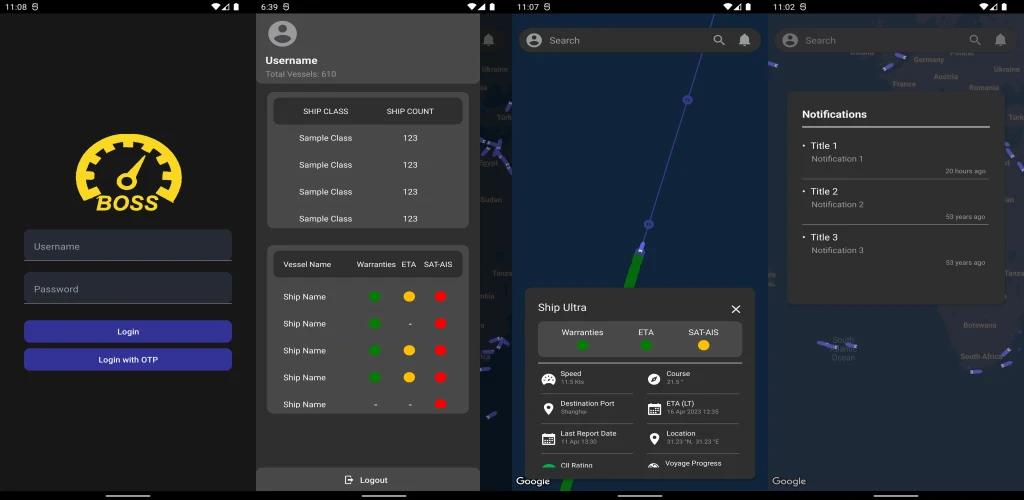 11:08
BOSS
Username
Password
Login
Login with OTP
6:39
Username
Total Vessels: 610
SHIP CLASS SHIP COUNT
Sample Class 123
Sample Class 123
Sample Class 123
Sample Class 123
Vessel Name Warranties ETA SAT-AIS
Ship Name
Ship Name -
Ship Name
Ship Name
Ship Name - -
Logout
Ukraine
11:07
Search
Ship Ultra
Warranties ETA SAT-AIS
Speed
11.5 Kts
Course
21.5 °
Destination Port
Shanghai
ETA (LT)
16 Apr 2023 12:35
Last Report Date
11 Apr 13:30
Location
31.23 °N, 31.23 °E
CII Rating
Voyage Progress
Google
11:02
Search
Germany
Ukraine
Austria
France
Romania
Notifications
• Title 1
Notification 1
20 hours ago
• Title 2
Notification 2
53 years ago
• Title 3
Notification 3
53 years ago
Botswana
South Africa
South
Atlantic
Ocean
Google